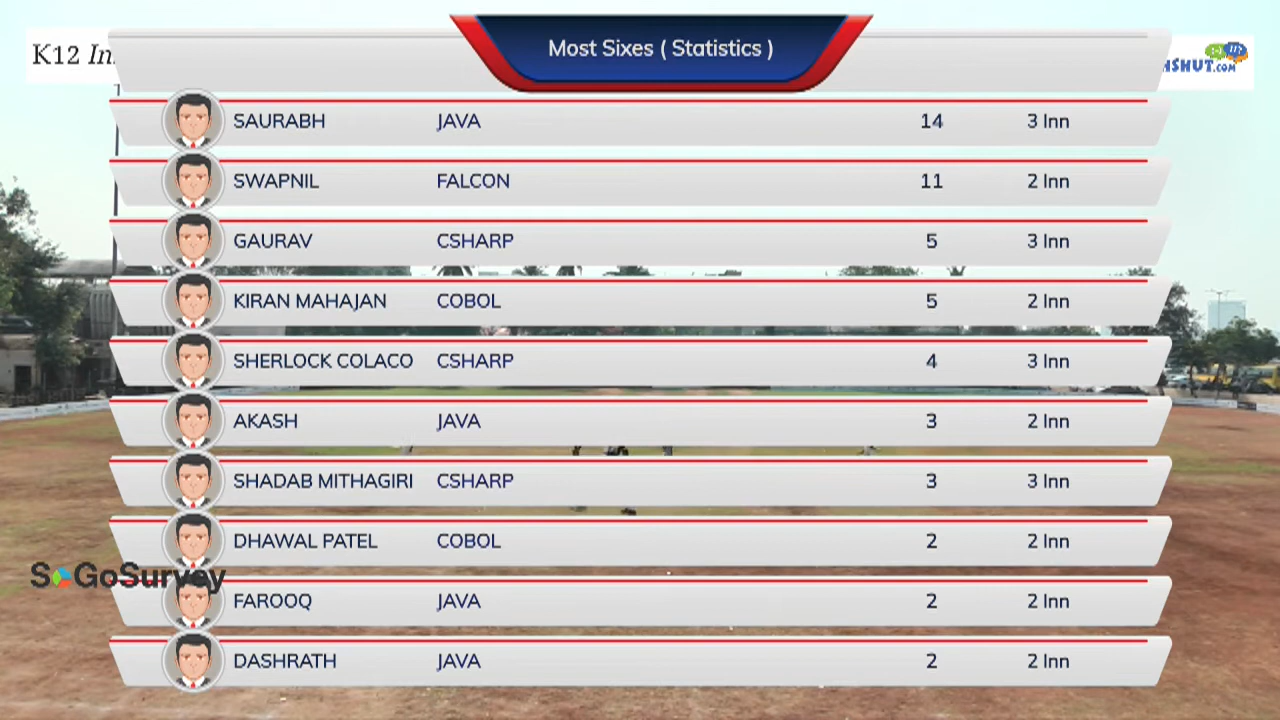 Most Sixes ( Statistics )
K12 In
HSHUT.COM
SAURABH JAVA 14 3 Inn
SWAPNIL FALCON 11 2 Inn
GAURAV CSHARP 5 3 Inn
KIRAN MAHAJAN COBOL 5 2 Inn
SHERLOCK COLACO CSHARP 4 3 Inn
AKASH JAVA 3 2 Inn
SHADAB MITHAGIRI CSHARP 3 3 Inn
DHAWAL PATEL COBOL 2 2 Inn
SoGoSurvey
FAROOQ JAVA 2 2 Inn
DASHRATH JAVA 2 2 Inn